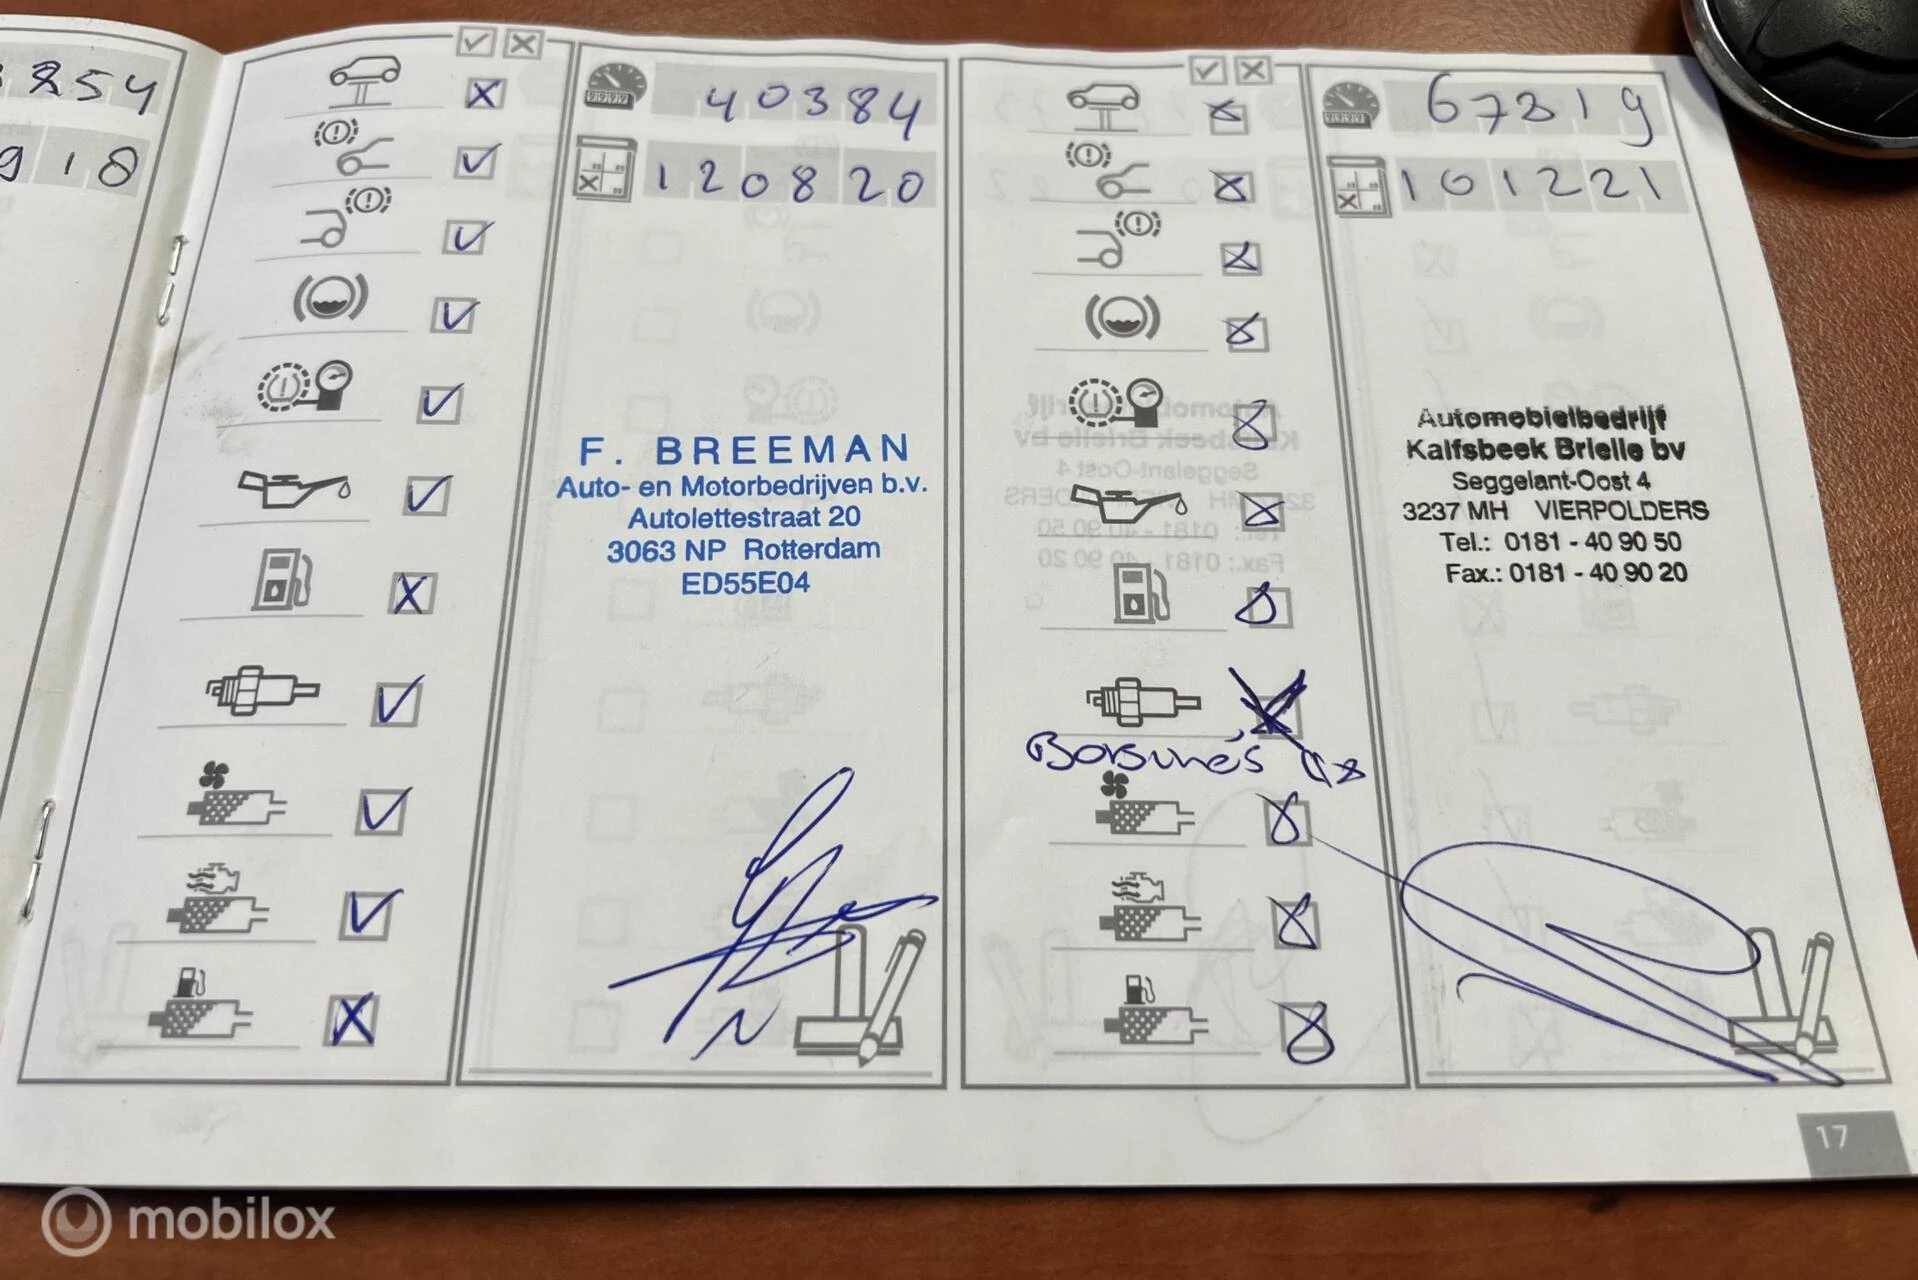 254
918
40384
120820
F. BREEMAN
Auto- en Motorbedrijven b.v.
Autolettestraat 20
3063 NP Rotterdam
ED55E04
67319
101221
Automobielbedrijf
Kalfsbeek Brielle bv
Seggelant-Oost 4
3237 MH VIERPOLDERS
Tel.: 0181 - 40 90 50
Fax.: 0181 - 40 90 20
17
mobilox